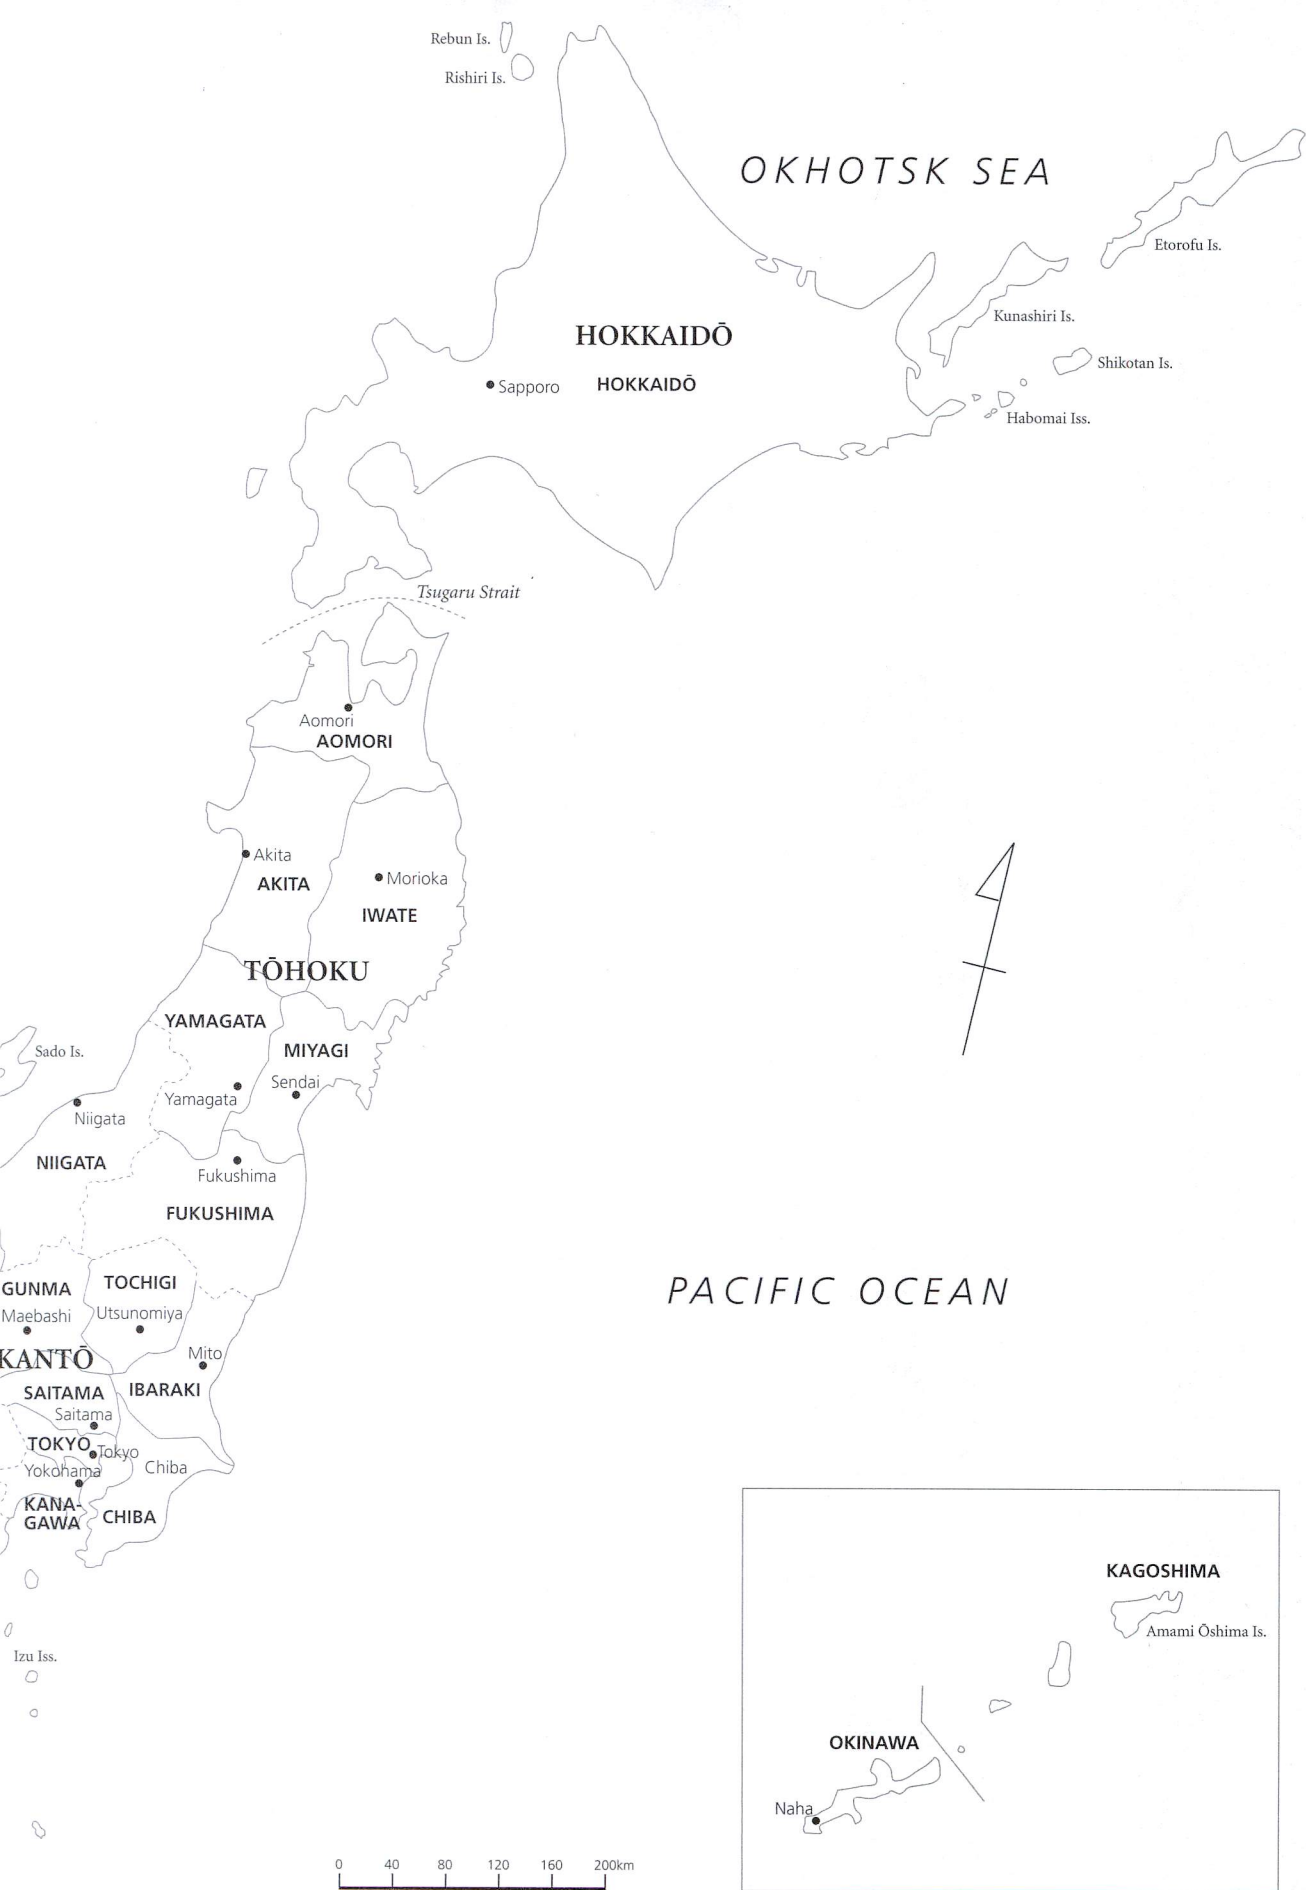 Rebun Is.
Rishiri Is.
OKHOTSK SEA
Etorofu Is.
Kunashiri Is.
HOKKAIDŌ
Shikotan Is.
Sapporo
HOKKAIDŌ
Habomai Iss.
Tsugaru Strait
Aomori
AOMORI
Akita
AKITA
Morioka
IWATE
TŌHOKU
YAMAGATA
MIYAGI
Sado Is.
Sendai
Yamagata
Niigata
NIIGATA
Fukushima
FUKUSHIMA
GUNMA
TOCHIGI
PACIFIC OCEAN
Maebashi
Utsunomiya
KANTŌ
Mito
SAITAMA
IBARAKI
Saitama
TOKYO
Tokyo
Yokohama
Chiba
KANA-
GAWA
CHIBA
KAGOSHIMA
Amami Ōshima Is.
Izu Iss.
OKINAWA
Naha
0 40 80 120 160 200km